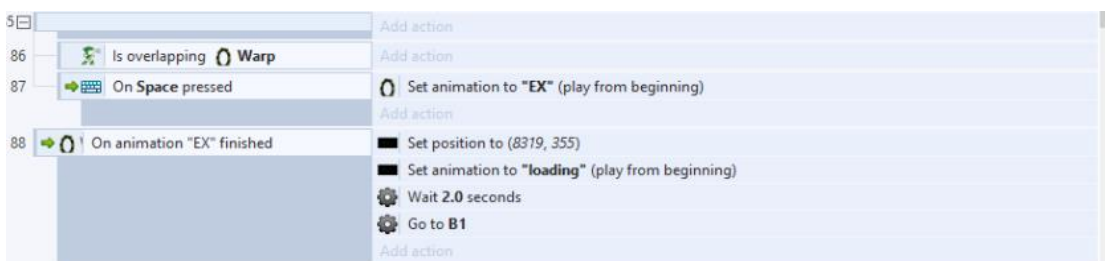 5 Add action
86 Is overlapping Warp Add action
87 On Space pressed Set animation to "EX" (play from beginning)
Add action
88 On animation "EX" finished Set position to (8319, 355)
Set animation to "loading" (play from beginning)
Wait 2.0 seconds
Go to B1
Add action